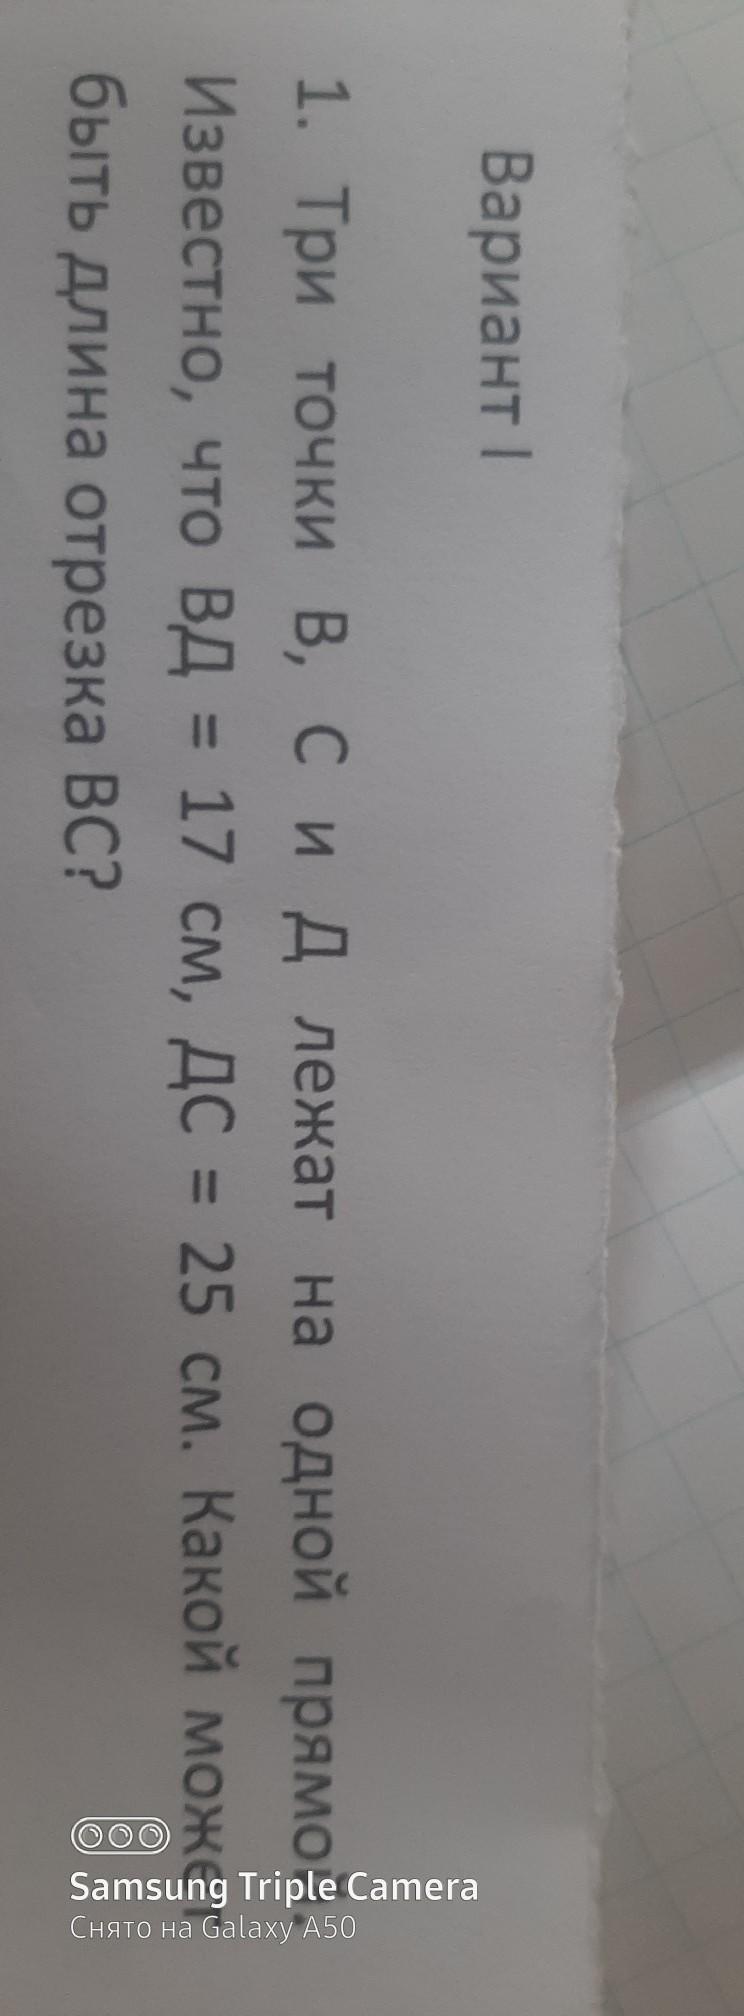 Вариант I
1. Три точки В, С и Д лежат на одной прямой.
Известно, что ВД = 17 см, ДС = 25 см. Какой может
быть длина отрезка ВС?
Samsung Triple Camera
Снято на Galaxy A50